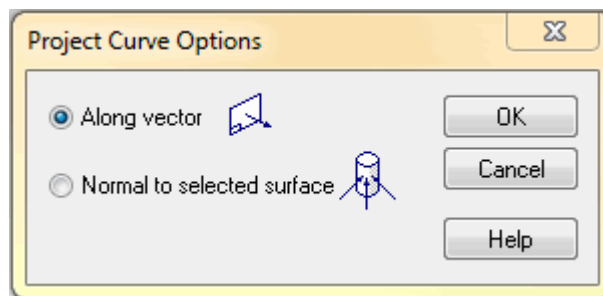 Project Curve Options
Along vector
OK
Normal to selected surface
Cancel
Help